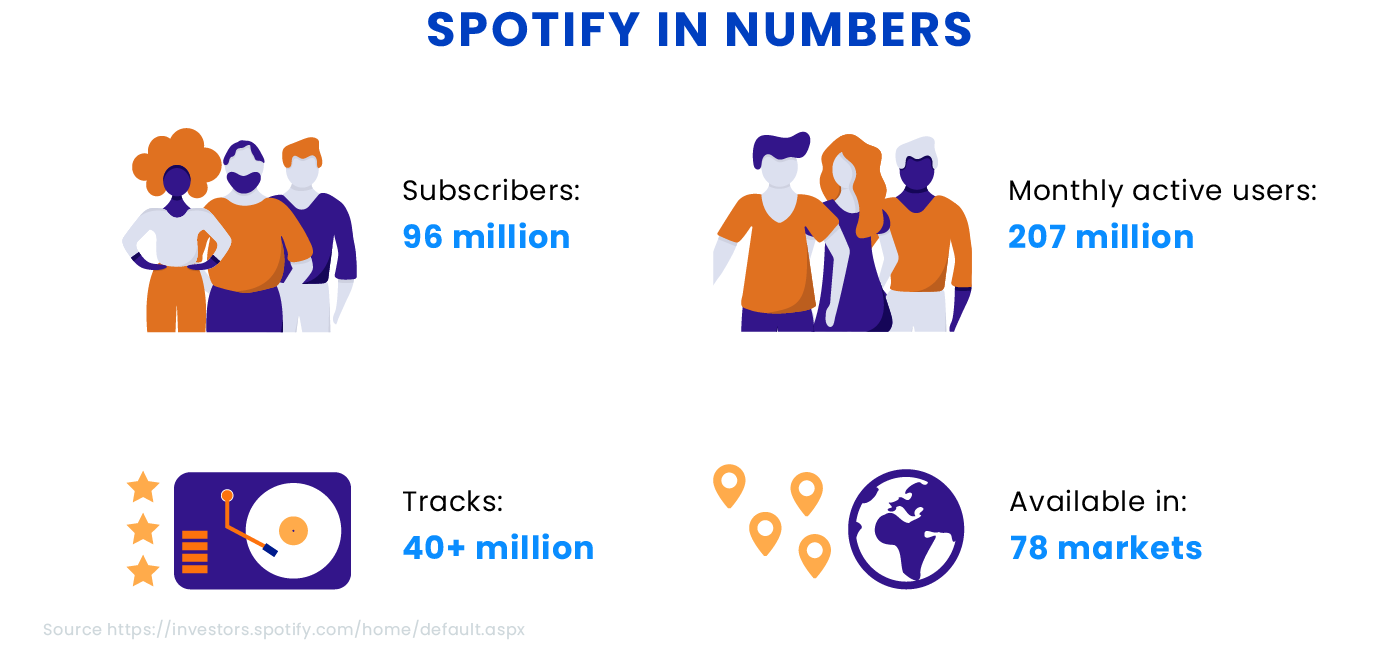 SPOTIFY IN NUMBERS
Subscribers:
96 million
Monthly active users:
207 million
Tracks:
40+ million
Available in:
78 markets
Source https://investors.spotify.com/home/default.aspx